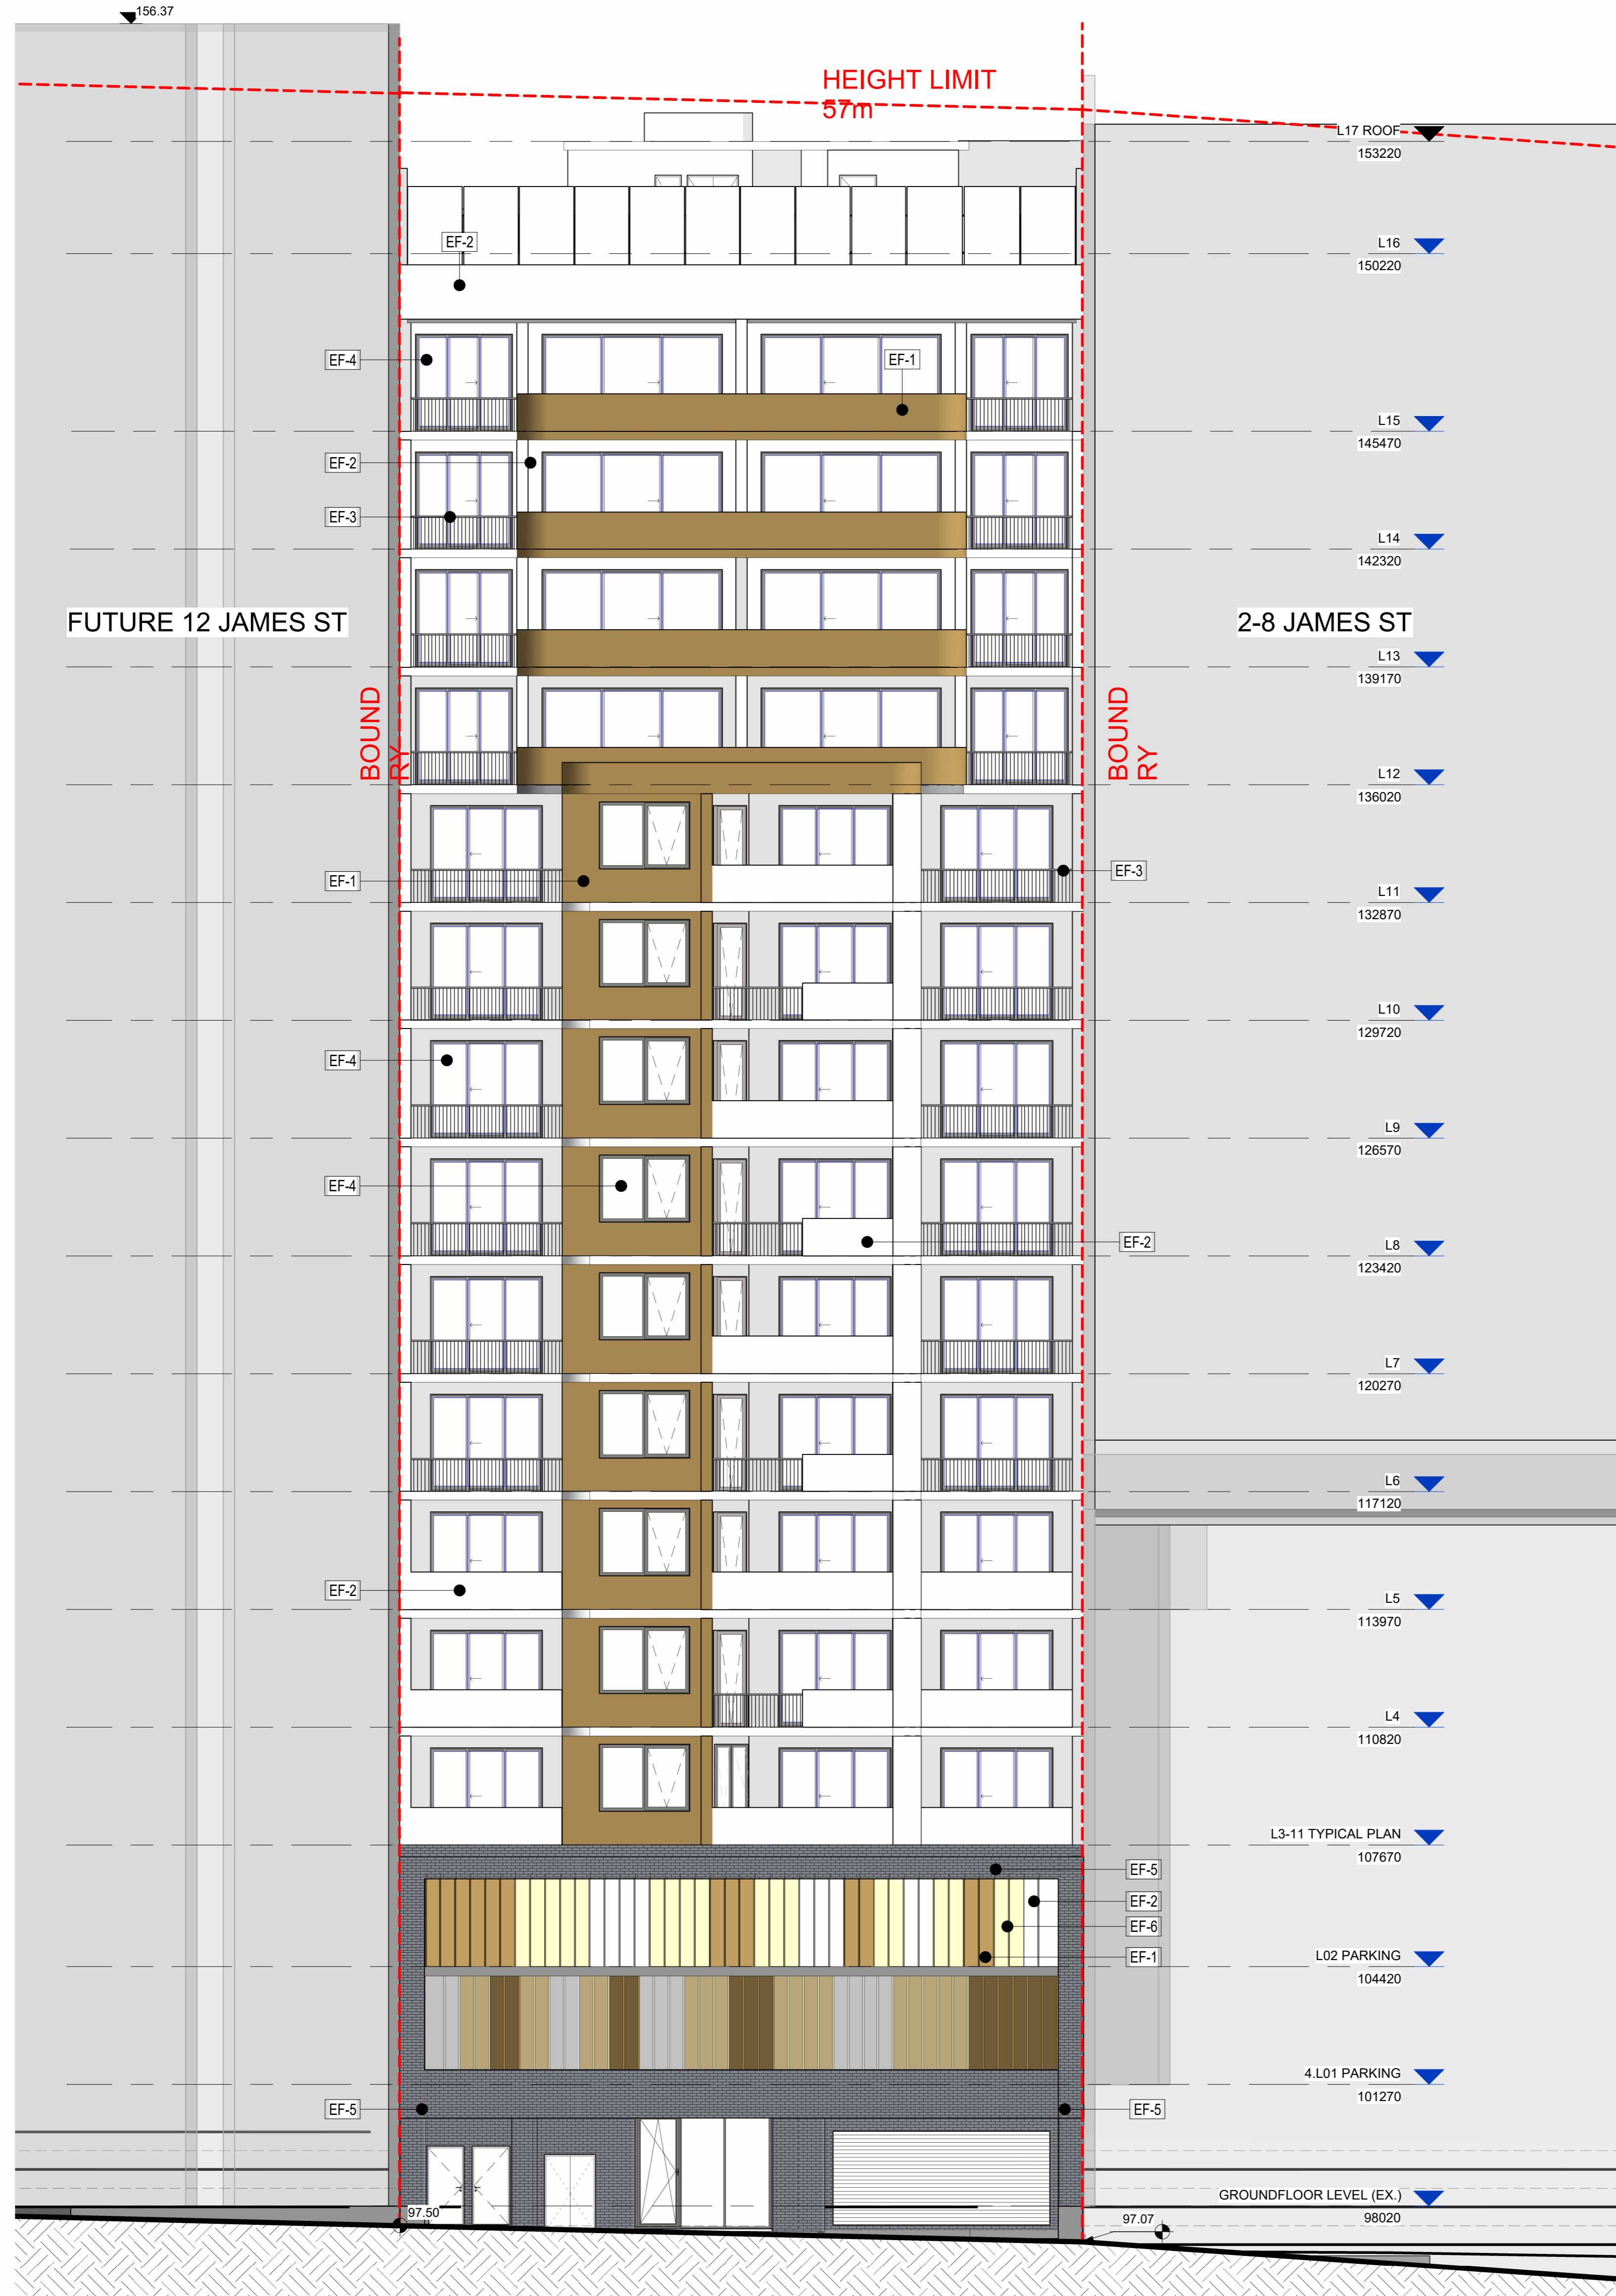 156.37
HEIGHT LIMIT
57m
L17 ROOF
153220
EF-2
L16
150220
EF-4
EF-1
L15
145470
EF-2
EF-3
L14
142320
FUTURE 12 JAMES ST
2-8 JAMES ST
L13
139170
BOUND
RY
BOUND
RY
L12
136020
EF-1
EF-3
L11
132870
L10
129720
EF-4
L9
126570
EF-4
EF-2
L8
123420
L7
120270
L6
117120
EF-2
L5
113970
L4
110820
L3-11 TYPICAL PLAN
107670
EF-5
EF-2
EF-6
EF-1
L02 PARKING
104420
4.L01 PARKING
101270
EF-5
EF-5
GROUNDFLOOR LEVEL (EX.)
98020
97.50
97.07